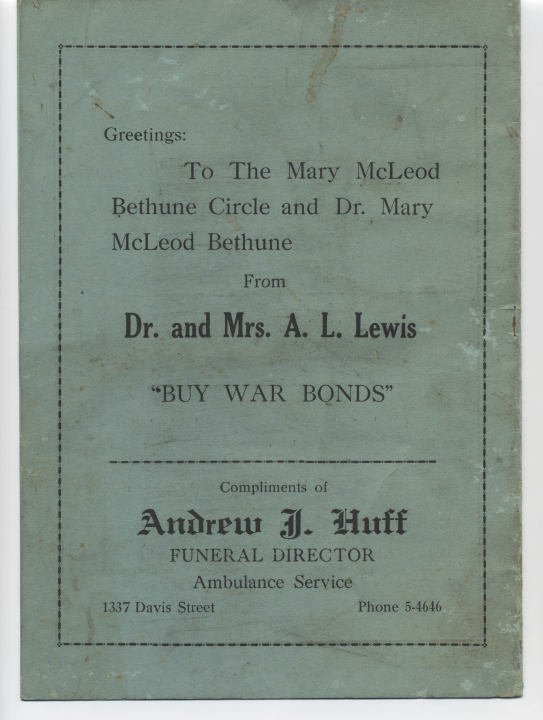 Greetings:
To The Mary McLeod
Bethune Circle and Dr. Mary
McLeod Bethune
From
Dr. and Mrs. A. L. Lewis
“BUY WAR BONDS”
Compliments of
Andrew J. Huff
FUNERAL DIRECTOR
Ambulance Service
1337 Davis Street Phone 5-4646